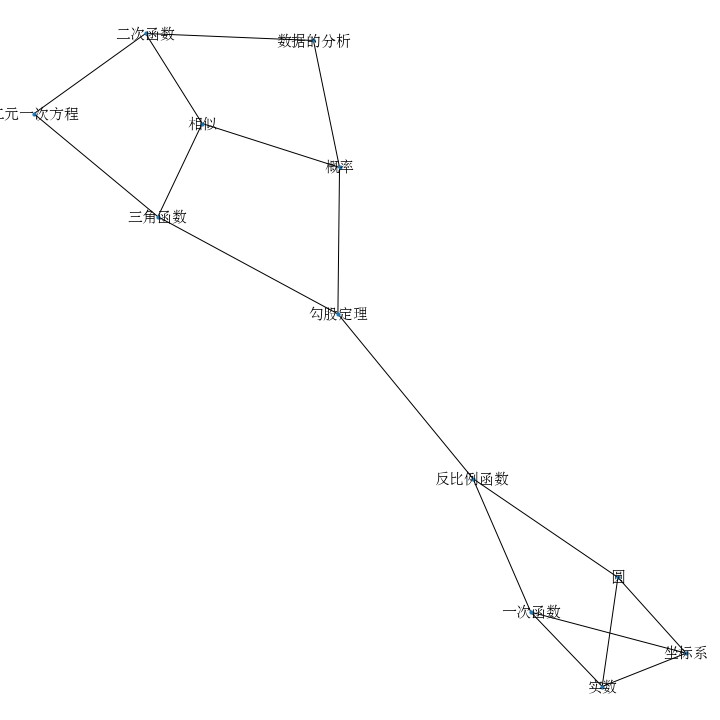 二次函数
数据的分析
二元一次方程
相似
概率
三角函数
勾股定理
反比例函数
圆
一次函数
坐标系
实数